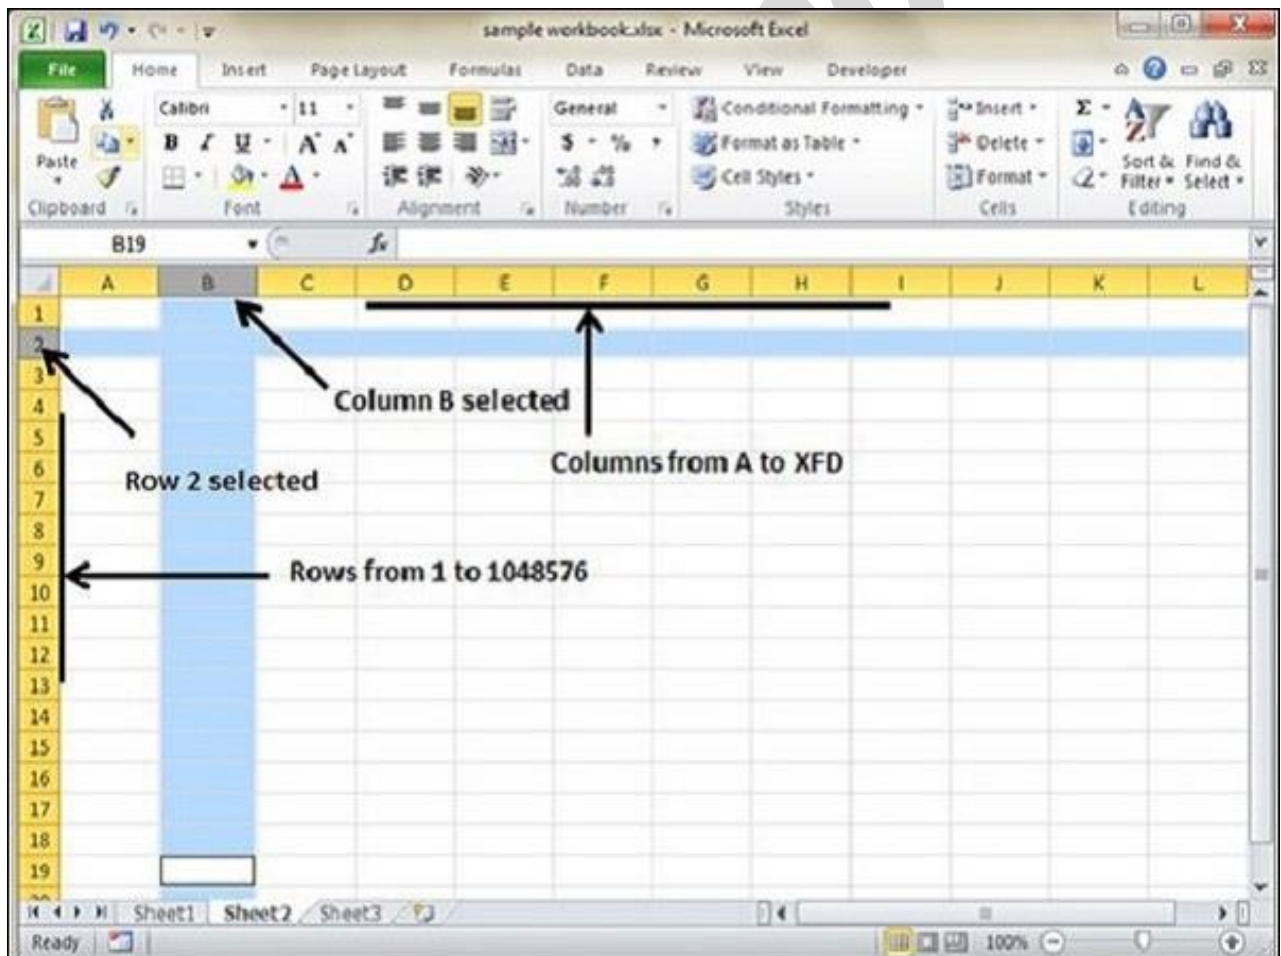 sample workbook.xlsx - Microsoft Excel
File Home Insert Page Layout Formulas Data Review View Developer
Calibri 11 General Conditional Formatting Insert Σ
B I U A A $ % , Format as Table Delete
Paste A Cell Styles Format Sort & Filter Find & Select
Clipboard Font Alignment Number Styles Cells Editing
B19 fx
A B C D E F G H I J K L
1
2
3
Column B selected
4
5
Columns from A to XFD
6
Row 2 selected
7
8
9
Rows from 1 to 1048576
10
11
12
13
14
15
16
17
18
19
20
Sheet1 Sheet2 Sheet3
Ready 100%